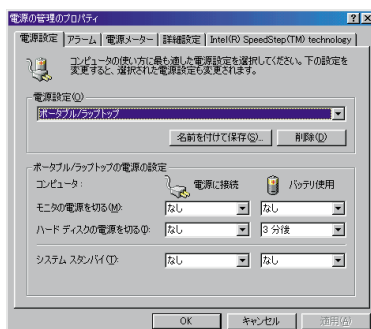 電源の管理のプロパティ
電源設定 アラーム 電源メーター 詳細設定 Intel(R) SpeedStep(TM) technology
コンピュータの使い方に最も適した電源設定を選択してください。下の設定を
変更すると、選択された電源設定も変更されます。
電源設定(O)
ポータブル/ラップトップ
名前を付けて保存(S)... 削除(D)
ポータブル/ラップトップの電源の設定
コンピュータ: 電源に接続 バッテリ使用
モニタの電源を切る(M): なし なし
ハード ディスクの電源を切る(I): なし 3 分後
システム スタンバイ(T): なし なし
OK キャンセル 適用(A)